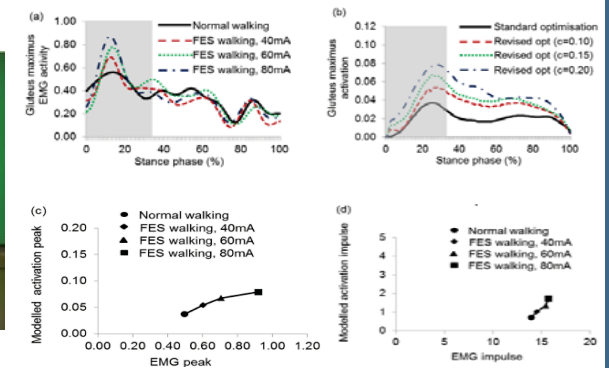 (a)
Gluteus maximus
EMG activity
1.00
0.80
0.60
0.40
0.20
0.00
Normal walking
FES walking, 40mA
FES walking, 60mA
FES walking, 80mA
0 20 40 60 80 100
Stance phase (%)
(b)
Gluteus maximus
activation
0.12
0.10
0.08
0.06
0.04
0.02
0.00
Standard optimisation
Revised opt (c=0.10)
Revised opt (c=0.15)
Revised opt (c=0.20)
0 20 40 60 80 100
Stance phase (%)
(c)
Modelled activation peak
0.20
0.15
0.10
0.05
0.00
Normal walking
FES walking, 40mA
FES walking, 60mA
FES walking, 80mA
0.00 0.20 0.40 0.60 0.80 1.00 1.20
EMG peak
(d)
Modelled activation impulse
5
4
3
2
1
0
Normal walking
FES walking, 40mA
FES walking, 60mA
FES walking, 80mA
0 5 10 15 20
EMG impulse